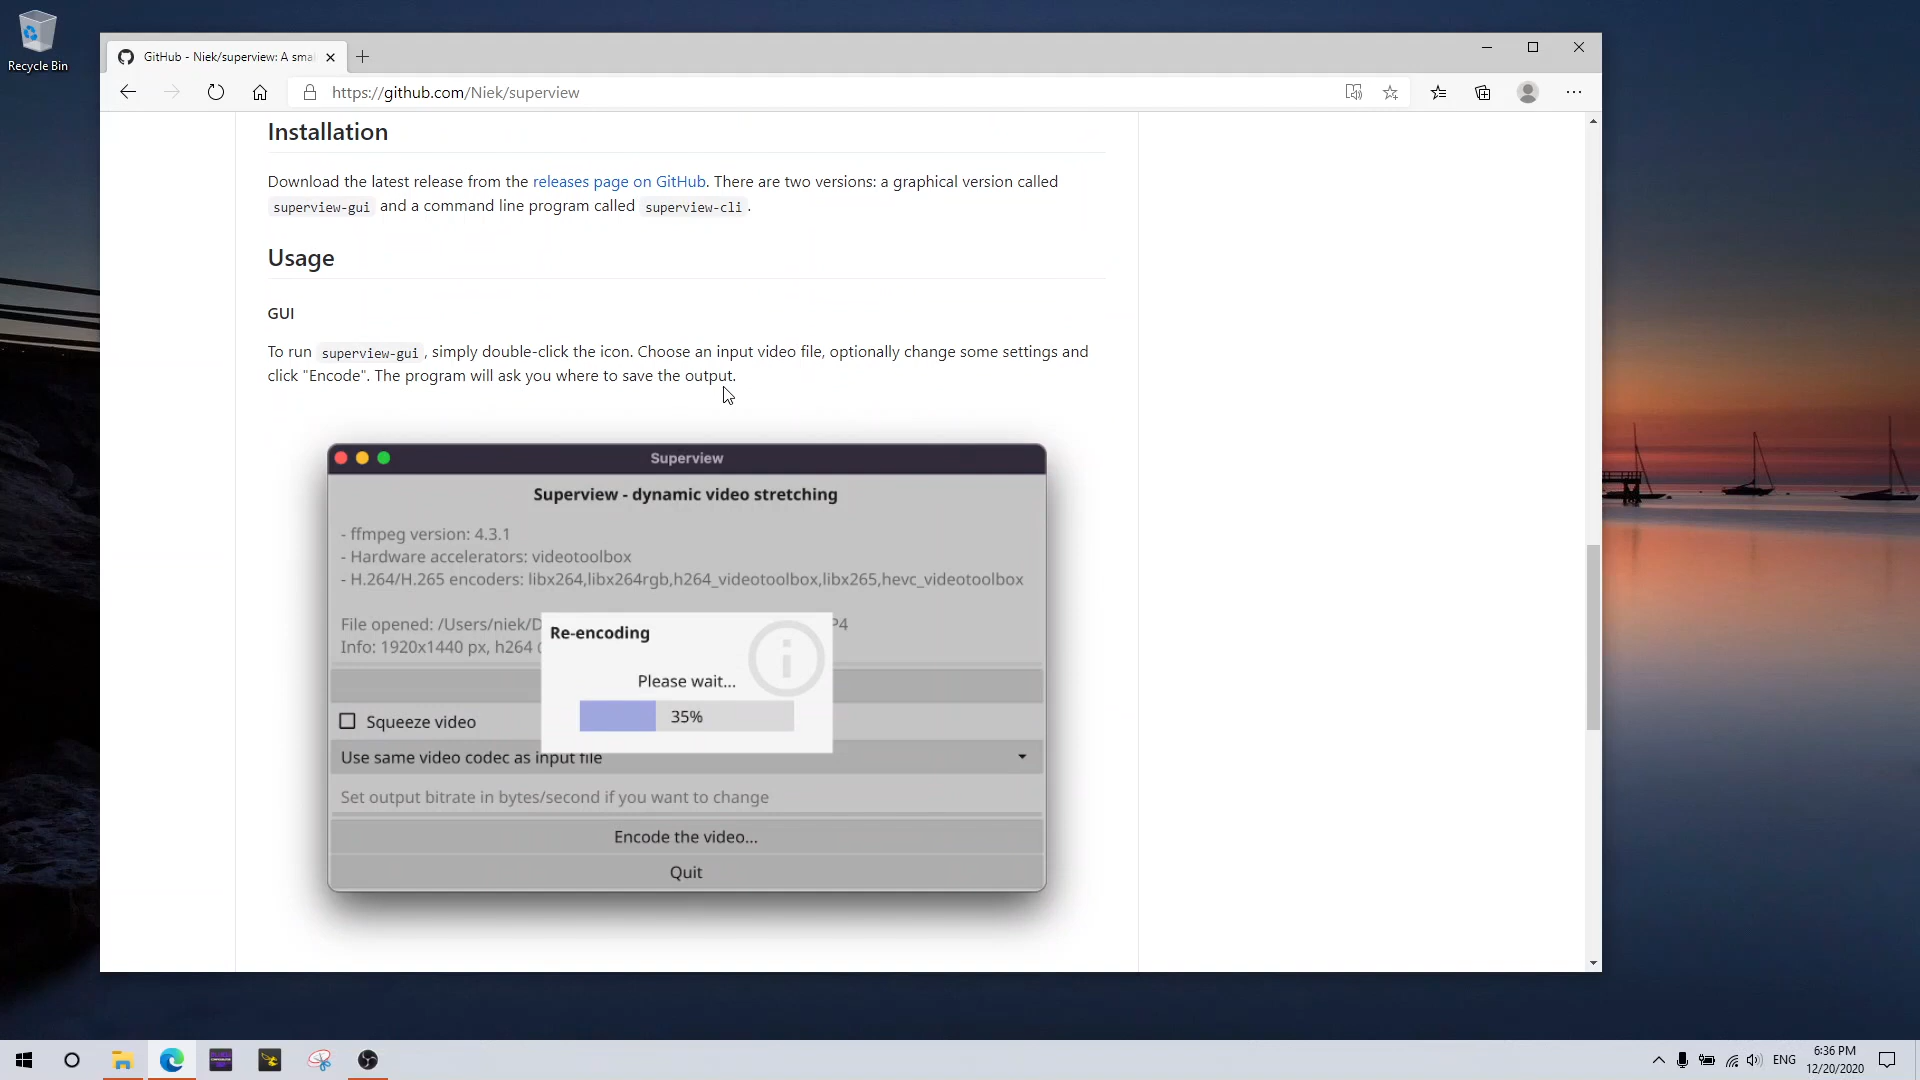 Recycle Bin
GitHub - Niek/superview: A smal
https://github.com/Niek/superview
Installation
Download the latest release from the releases page on GitHub. There are two versions: a graphical version called
superview-gui and a command line program called superview-cli.
Usage
GUI
To run superview-gui, simply double-click the icon. Choose an input video file, optionally change some settings and
click "Encode". The program will ask you where to save the output.
Superview
Superview - dynamic video stretching
- ffmpeg version: 4.3.1
- Hardware accelerators: videotoolbox
- H.264/H.265 encoders: libx264,libx264rgb,h264_videotoolbox,libx265,hevc_videotoolbox
File opened: /Users/niek/D P4
Info: 1920x1440 px, h264
Re-encoding
Please wait...
35%
Squeeze video
Use same video codec as input file
Set output bitrate in bytes/second if you want to change
Encode the video...
Quit
ENG
6:36 PM
12/20/2020